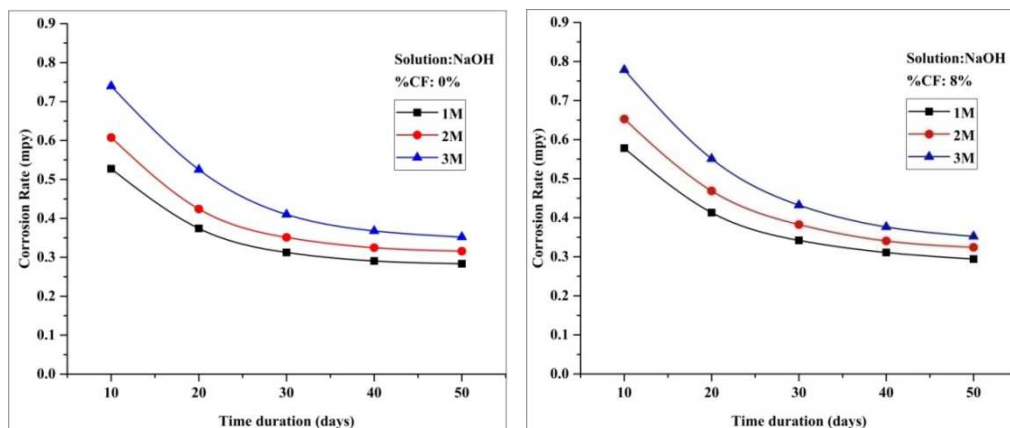 0.9
0.8
0.7
0.6
0.5
0.4
0.3
0.2
0.1
0.0
Corrosion Rate (mpy)
Solution:NaOH
%CF: 0%
1M
2M
3M
10 20 30 40 50
Time duration (days)
0.9
0.8
0.7
0.6
0.5
0.4
0.3
0.2
0.1
0.0
Corrosion Rate (mpy)
Solution:NaOH
%CF: 8%
1M
2M
3M
10 20 30 40 50
Time duration (days)